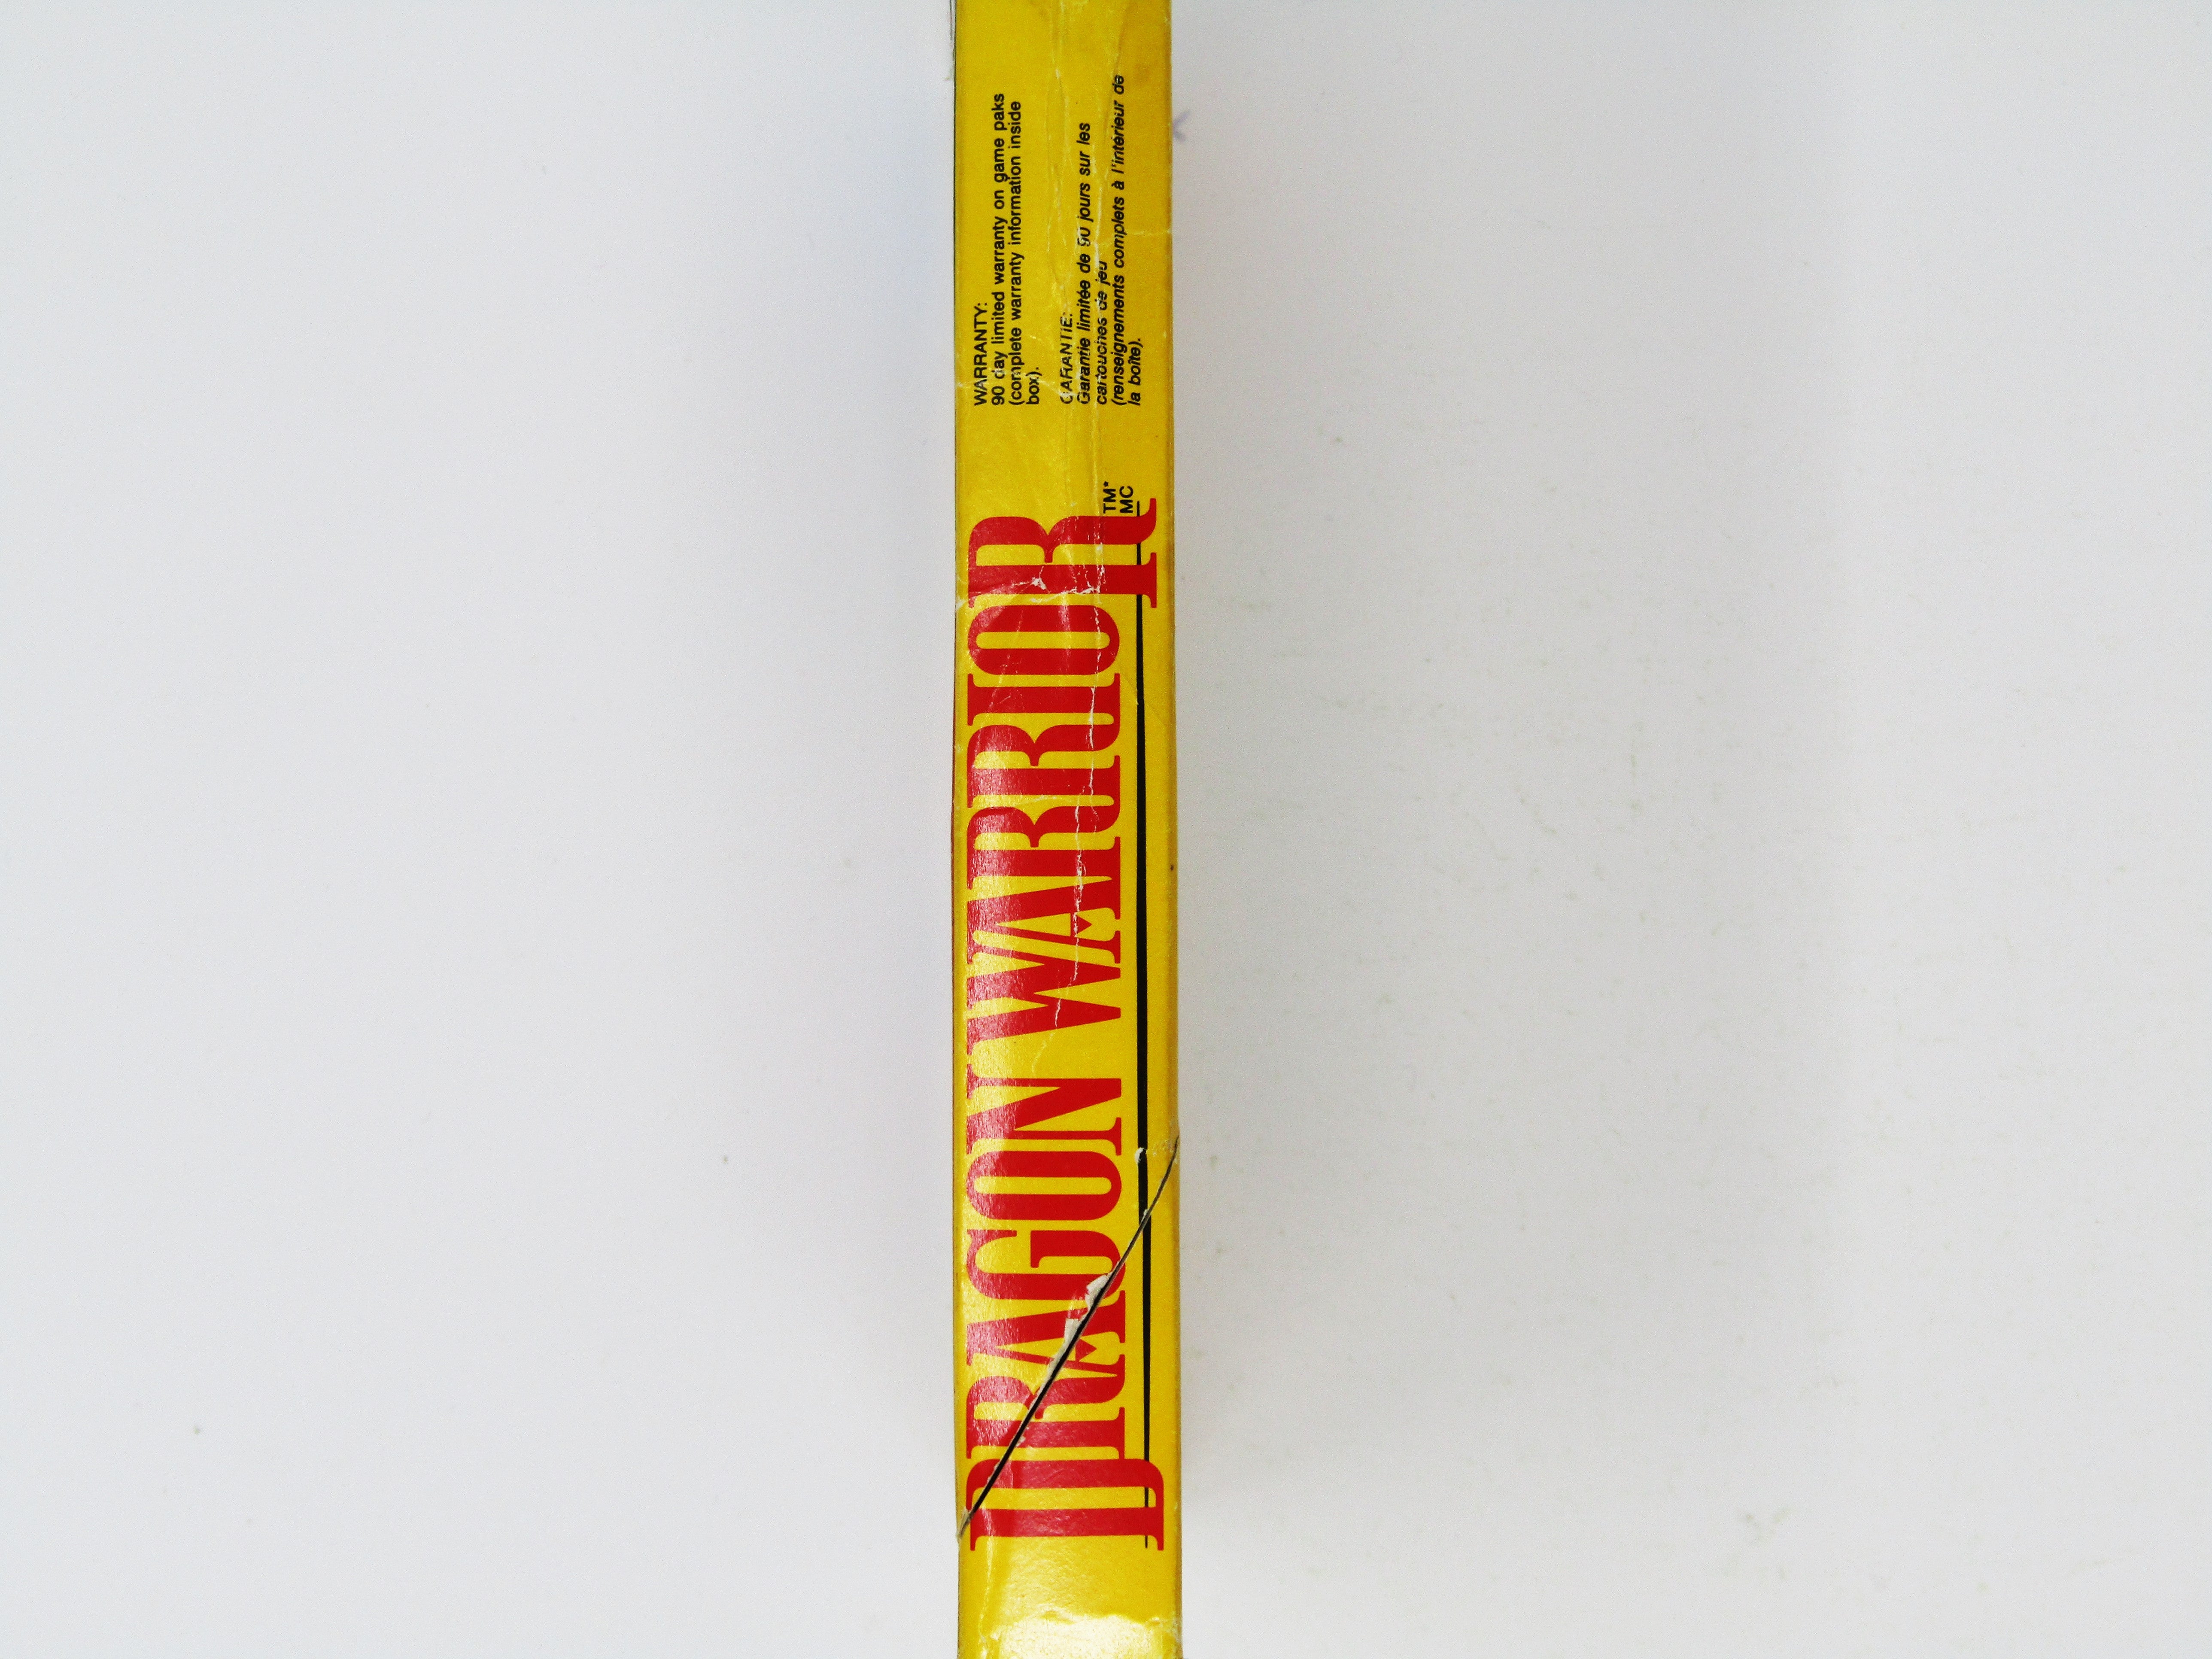 DRAGON WARRIOR
TM*
MC
WARRANTY:
90 day limited warranty on game paks
(complete warranty information inside
box).
GARANTIE:
Garantie limitée de 90 jours sur les
cartouches de jeu
(renseignements complets à l'intérieur de
la boîte).